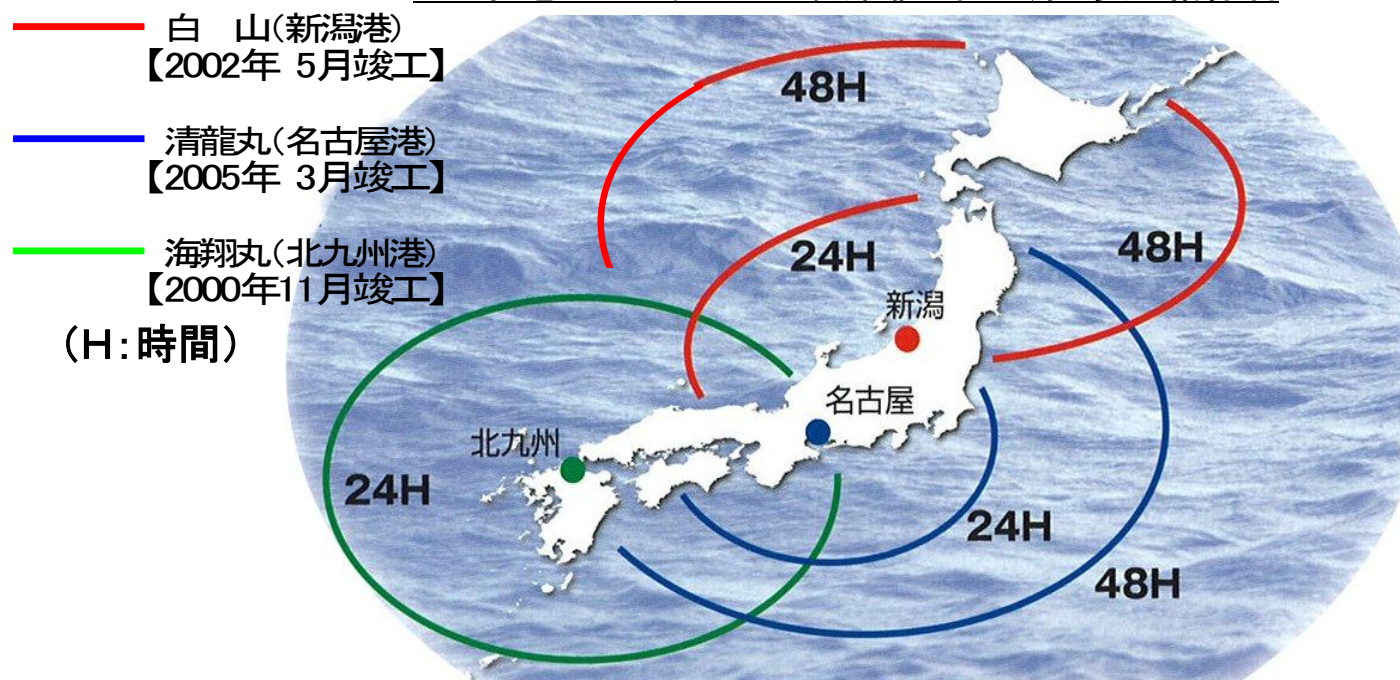 白　山(新潟港)
【2002年 5月竣工】
清龍丸(名古屋港)
【2005年 3月竣工】
海翔丸(北九州港)
【2000年11月竣工】
(H:時間)
48H
24H
48H
新潟
名古屋
北九州
24H
24H
48H